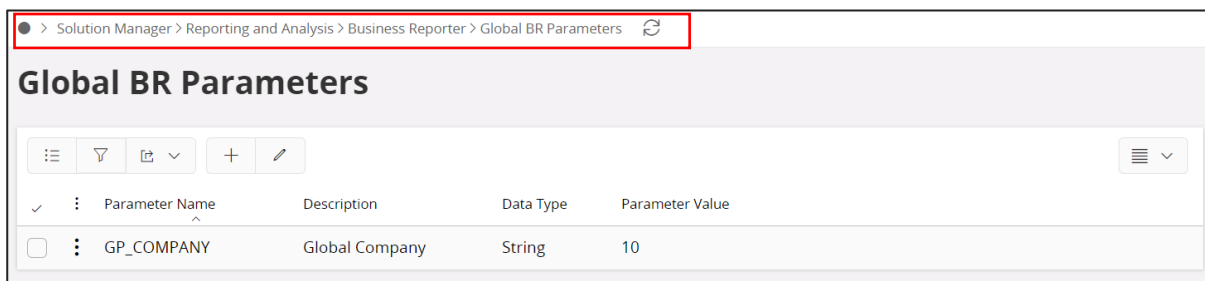 > Solution Manager > Reporting and Analysis > Business Reporter > Global BR Parameters
Global BR Parameters
Parameter Name Description Data Type Parameter Value
GP_COMPANY Global Company String 10